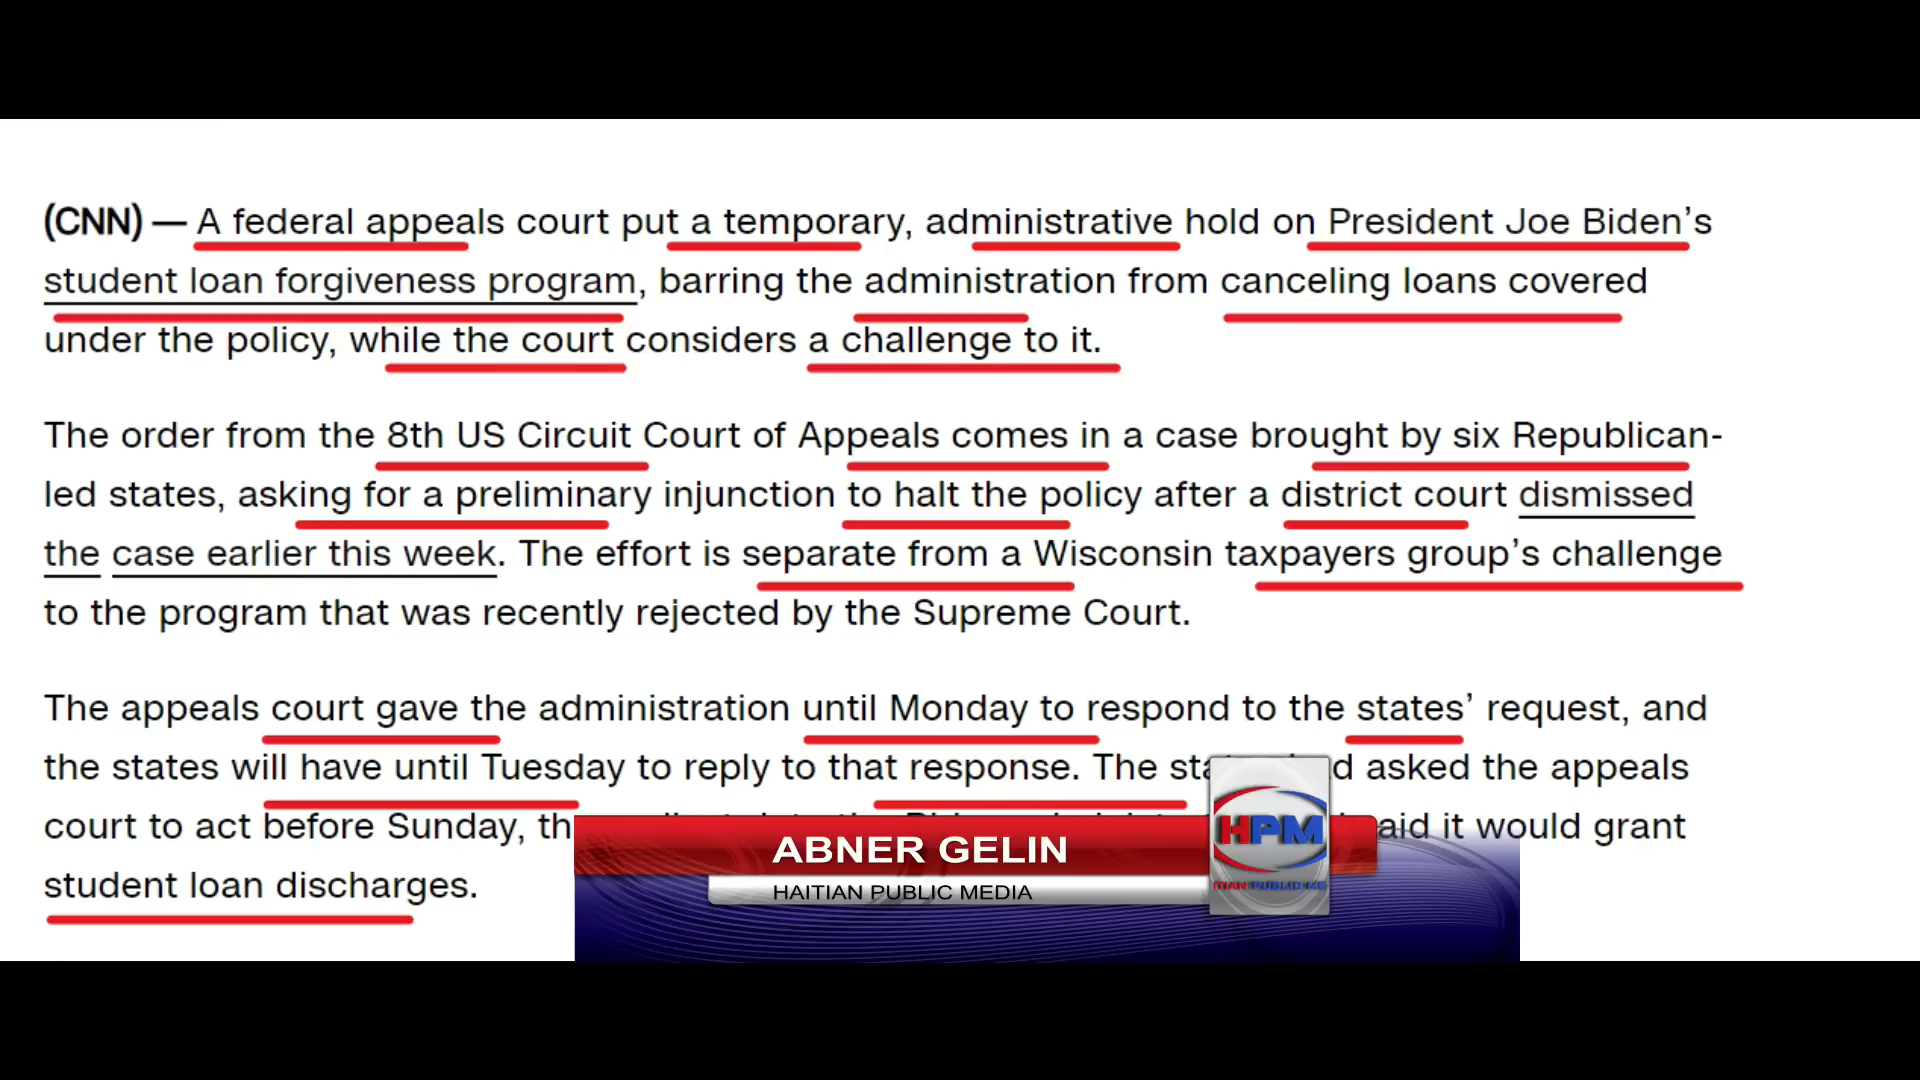 (CNN) — A federal appeals court put a temporary, administrative hold on President Joe Biden’s
student loan forgiveness program, barring the administration from canceling loans covered
under the policy, while the court considers a challenge to it.
The order from the 8th US Circuit Court of Appeals comes in a case brought by six Republican-
led states, asking for a preliminary injunction to halt the policy after a district court dismissed
the case earlier this week. The effort is separate from a Wisconsin taxpayers group’s challenge
to the program that was recently rejected by the Supreme Court.
The appeals court gave the administration until Monday to respond to the states’ request, and
the states will have until Tuesday to reply to that response. The asked the appeals
court to act before Sunday, it would grant
student loan discharges.
ABNER GELIN
HAITIAN PUBLIC MEDIA
HPM